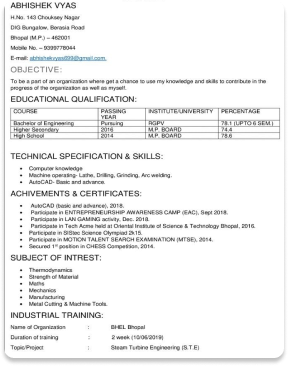 ABHISHEK VYAS
H.No. 143 Chouksey Nagar
DIG Bungalow, Berasia Road
Bhopal (M.P.) – 462001
Mobile No. – 9399778044
E-mail: abhishekvyas099@gmail.com,
OBJECTIVE:
To be a part of an organization where get a chance to use my knowledge and skills to contribute in the
progress of the organization as well as myself.
EDUCATIONAL QUALIFICATION:
COURSE PASSING YEAR INSTITUTE/UNIVERSITY PERCENTAGE
Bachelor of Engineering Pursuing RGPV 78.1 (UPTO 6 SEM.)
Higher Secondary 2016 M.P. BOARD 74.4
High School 2014 M.P. BOARD 78.6
TECHNICAL SPECIFICATION & SKILLS:
• Computer knowledge
• Machine operating- Lathe, Drilling, Grinding, Arc welding.
• AutoCAD- Basic and advance.
ACHIVEMENTS & CERTIFICATES:
• AutoCAD (basic and advance), 2018.
• Participate in ENTREPRENEURSHIP AWARENESS CAMP (EAC), Sept 2018.
• Participate in LAN GAMING activity, Dec. 2018.
• Participate in Tech Acme held at Oriental Institute of Science & Technology Bhopal, 2016.
• Participate in StStec Science Olympiad 2k15.
• Participate in MOTION TALENT SEARCH EXAMINATION (MTSE), 2014.
• Secured 1st position in CHESS Competition, 2014.
SUBJECT OF INTREST:
• Thermodynamics
• Strength of Material
• Maths
• Mechanics
• Manufacturing
• Metal Cutting & Machine Tools.
INDUSTRIAL TRAINING:
Name of Organization : BHEL Bhopal
Duration of training : 2 week (10/06/2019)
Topic/Project : Steam Turbine Engineering (S.T.E)